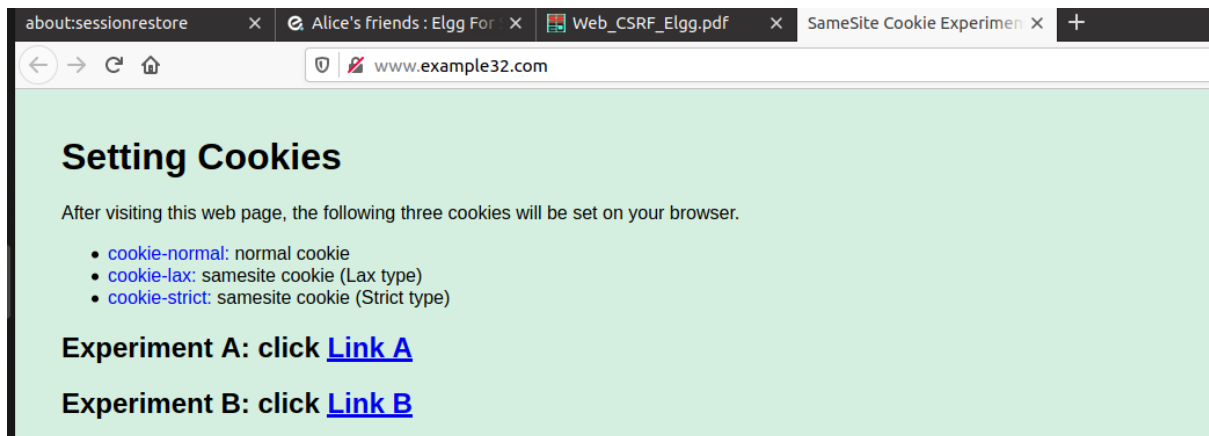 about:sessionrestore
Alice's friends : Elgg For S
Web_CSRF_Elgg.pdf
SameSite Cookie Experimen
www.example32.com
Setting Cookies
After visiting this web page, the following three cookies will be set on your browser.
cookie-normal: normal cookie
cookie-lax: samesite cookie (Lax type)
cookie-strict: samesite cookie (Strict type)
Experiment A: click Link A
Experiment B: click Link B